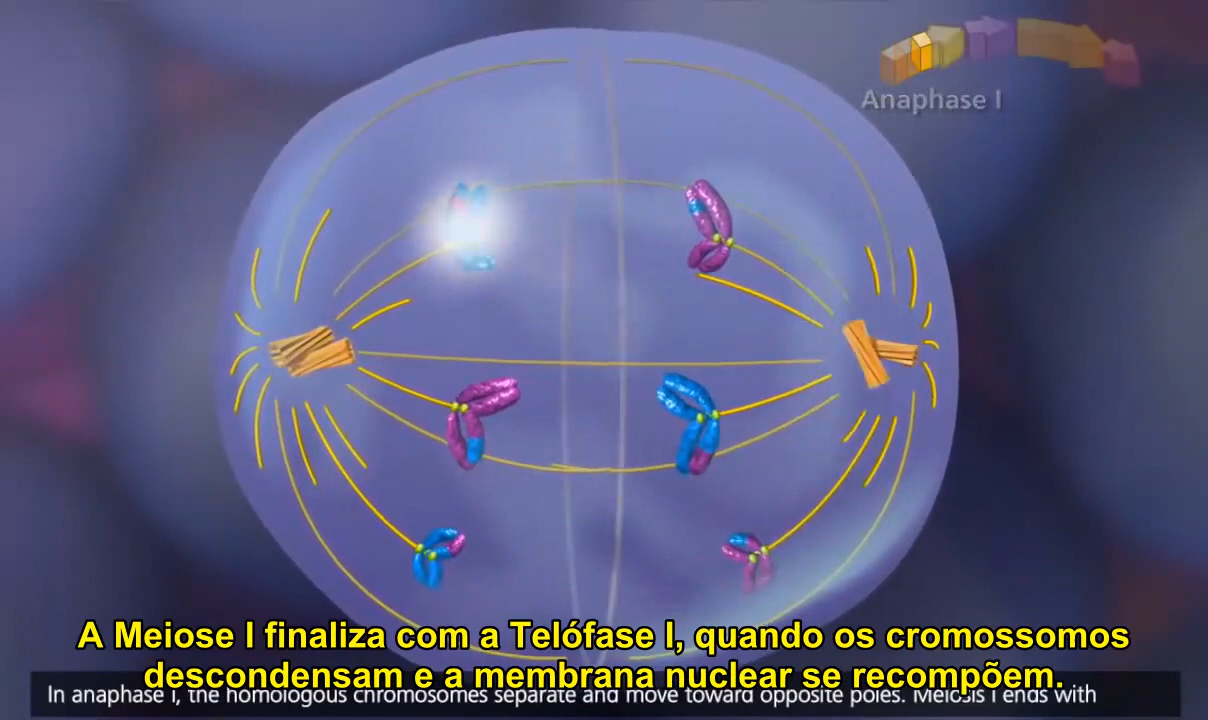 Anaphase I
A Meiose I finaliza com a Telófase I, quando os cromossomos
descondensam e a membrana nuclear se recompõem.
In anaphase I, the homologous chromosomes separate and move toward opposite poles. Meiosis I ends with